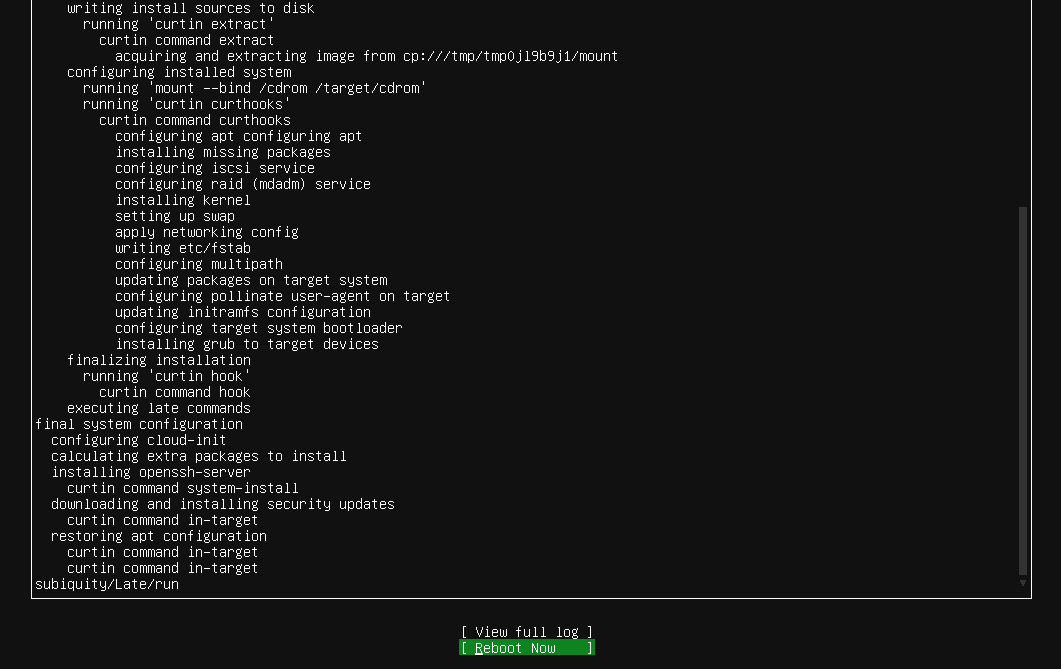 writing install sources to disk
running 'curtin extract'
curtin command extract
acquiring and extracting image from cp:///tmp/tmp0jl9b9j1/mount
configuring installed system
running 'mount --bind /cdrom /target/cdrom'
running 'curtin curthooks'
curtin command curthooks
configuring apt configuring apt
installing missing packages
configuring iscsi service
configuring raid (mdadm) service
installing kernel
setting up swap
apply networking config
writing etc/fstab
configuring multipath
updating packages on target system
configuring pollinate user-agent on target
updating initramfs configuration
configuring target system bootloader
installing grub to target devices
finalizing installation
running 'curtin hook'
curtin command hook
executing late commands
final system configuration
configuring cloud-init
calculating extra packages to install
installing openssh-server
curtin command system-install
downloading and installing security updates
curtin command in-target
restoring apt configuration
curtin command in-target
curtin command in-target
subiquity/Late/run
[ View full log ]
[ Reboot Now ]